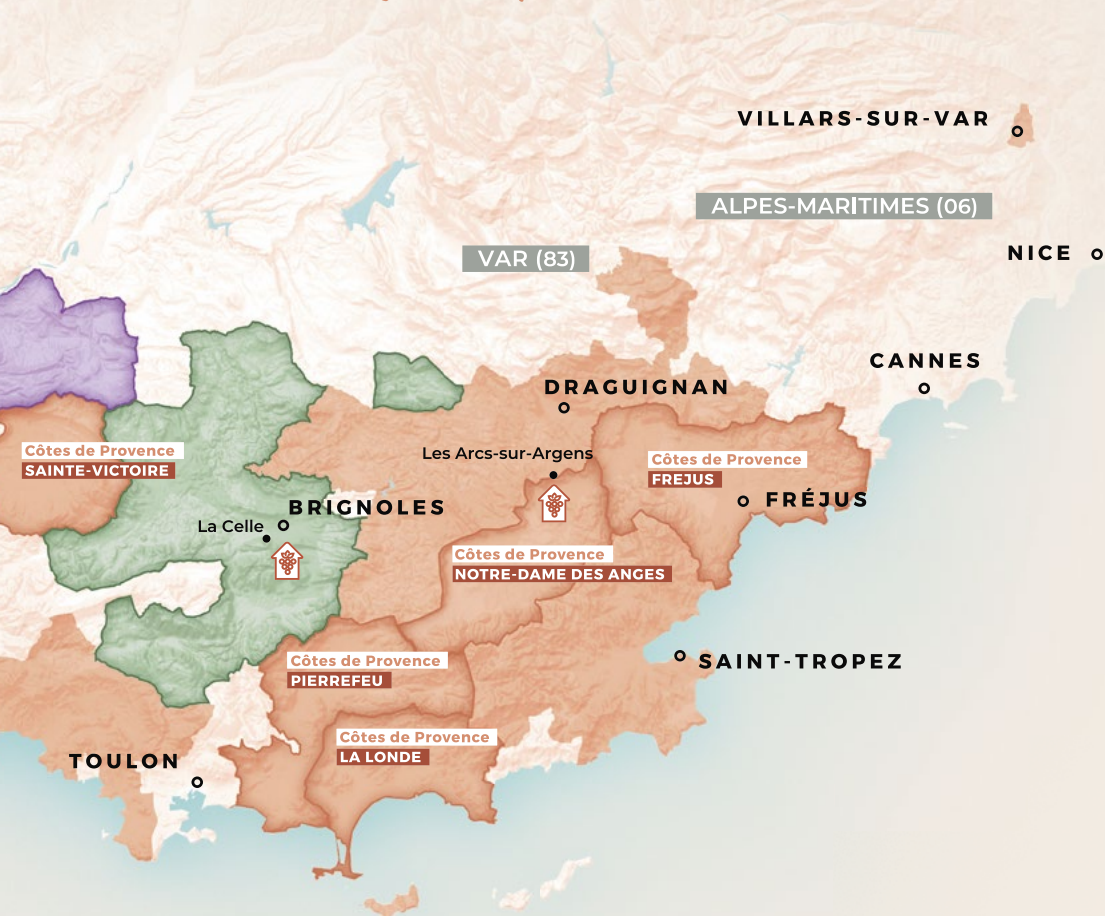 VILLARS-SUR-VAR
ALPES-MARITIMES (06)
NICE
VAR (83)
CANNES
DRAGUIGNAN
Les Arcs-sur-Argens
Côtes de Provence
SAINTE-VICTOIRE
Côtes de Provence
FREJUS
FRÉJUS
BRIGNOLES
La Celle
Côtes de Provence
NOTRE-DAME DES ANGES
Côtes de Provence
PIERREFEU
SAINT-TROPEZ
Côtes de Provence
LA LONDE
TOULON